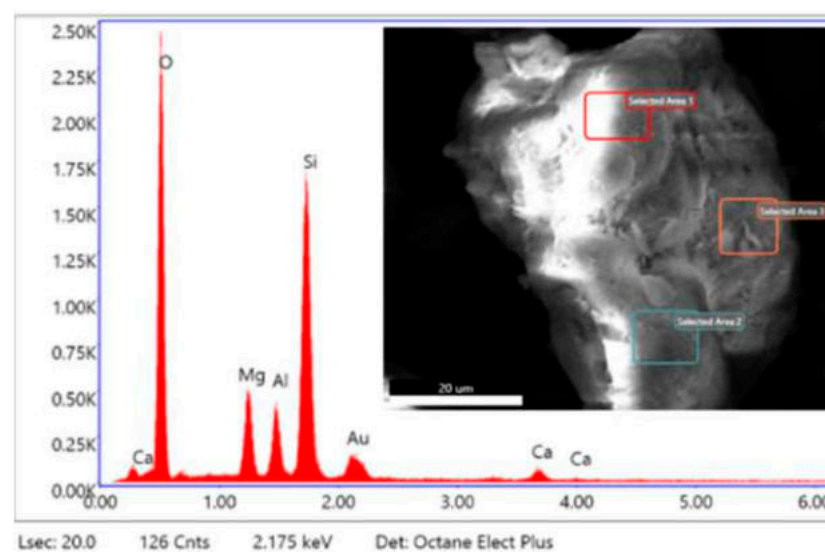 2.50K
2.25K
2.00K
1.75K
1.50K
1.25K
1.00K
0.75K
0.50K
0.25K
0.00K
O
Si
Mg
Al
Ca
Au
Ca
Ca
Selected Area 1
Selected Area 3
Selected Area 2
20 um
0.00
1.00
2.00
3.00
4.00
5.00
6.00
Lsec: 20.0 126 Cnts 2.175 keV Det: Octane Elect Plus